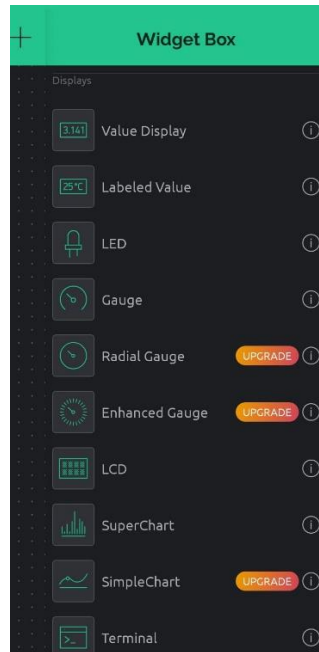 Widget Box
Displays
3.141 Value Display
25°C Labeled Value
LED
Gauge
Radial Gauge UPGRADE
Enhanced Gauge UPGRADE
LCD
SuperChart
SimpleChart UPGRADE
Terminal